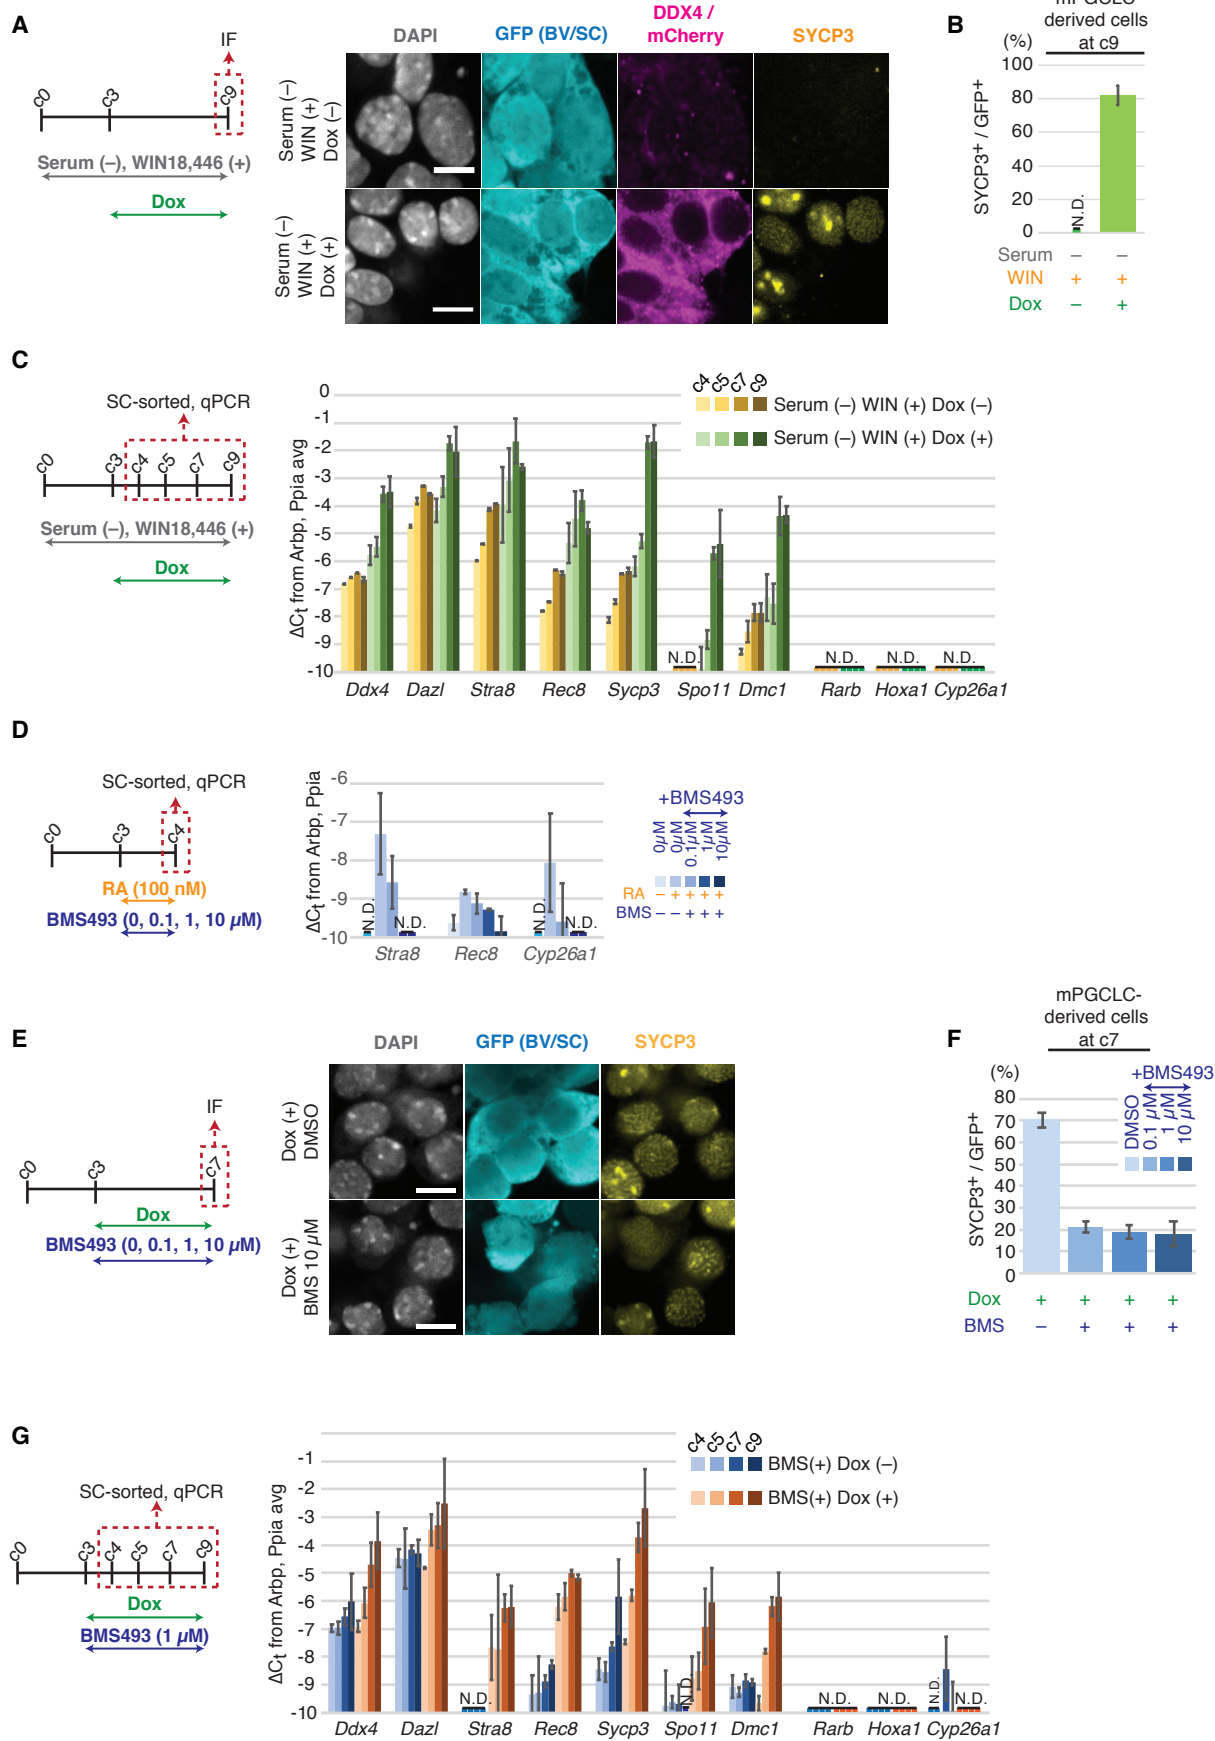 A
c0
c3
c9
IF
Serum (–), WIN18,446 (+)
Dox
DAPI
GFP (BV/SC)
DDX4 /
mCherry
SYCP3
Serum (–)
WIN (+)
Dox (–)
Serum (–)
WIN (+)
Dox (+)
B
mPGCLC-
derived cells
at c9
(%)
SYCP3+ / GFP+
100
80
60
40
20
0
N.D.
Serum – –
WIN + +
Dox – +
C
SC-sorted, qPCR
c0
c3
c4
c5
c7
c9
Serum (–), WIN18,446 (+)
Dox
ΔCt from Arbp, Ppia avg
0
-1
-2
-3
-4
-5
-6
-7
-8
-9
-10
c4 c5 c7 c9
Serum (–) WIN (+) Dox (–)
Serum (–) WIN (+) Dox (+)
N.D.
N.D.
N.D.
N.D.
Ddx4 Dazl Stra8 Rec8 Sycp3 Spo11 Dmc1 Rarb Hoxa1 Cyp26a1
D
SC-sorted, qPCR
c0
c3
c4
RA (100 nM)
BMS493 (0, 0.1, 1, 10 µM)
ΔCt from Arbp, Ppia
-6
-7
-8
-9
-10
N.D.
N.D.
N.D.
N.D.
Stra8 Rec8 Cyp26a1
+BMS493
0µM 0µM 0.1µM 1µM 10µM
RA – + + + +
BMS – – + + +
E
IF
c0
c3
c7
Dox
BMS493 (0, 0.1, 1, 10 µM)
DAPI
GFP (BV/SC)
SYCP3
Dox (+)
DMSO
Dox (+)
BMS 10 µM
F
mPGCLC-
derived cells
at c7
(%)
SYCP3+ / GFP+
80
70
60
50
40
30
20
10
0
+BMS493
DMSO
0.1 µM
1 µM
10 µM
Dox + + + +
BMS – + + +
G
SC-sorted, qPCR
c0
c3
c4
c5
c7
c9
Dox
BMS493 (1 µM)
ΔCt from Arbp, Ppia avg
-1
-2
-3
-4
-5
-6
-7
-8
-9
-10
c4 c5 c7 c9
BMS(+) Dox (–)
BMS(+) Dox (+)
N.D.
N.D.
N.D.
N.D.
N.D.
N.D.
Ddx4 Dazl Stra8 Rec8 Sycp3 Spo11 Dmc1 Rarb Hoxa1 Cyp26a1